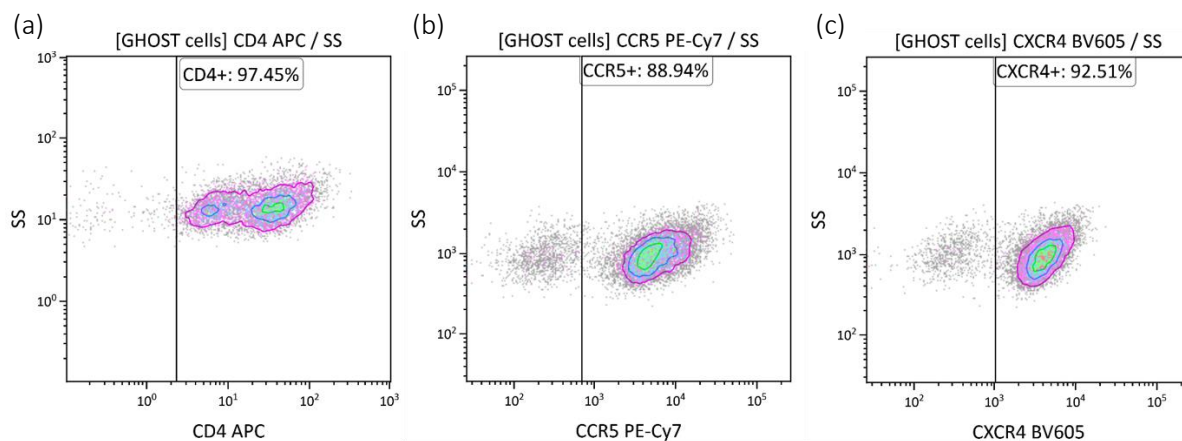 (a)
[GHOST cells] CD4 APC / SS
CD4+: 97.45%
10³
10²
10¹
10⁰
SS
10⁰ 10¹ 10² 10³
CD4 APC
(b)
[GHOST cells] CCR5 PE-Cy7 / SS
CCR5+: 88.94%
10⁵
10⁴
10³
10²
SS
10² 10³ 10⁴ 10⁵
CCR5 PE-Cy7
(c)
[GHOST cells] CXCR4 BV605 / SS
CXCR4+: 92.51%
10⁵
10⁴
10³
10²
SS
10² 10³ 10⁴ 10⁵
CXCR4 BV605